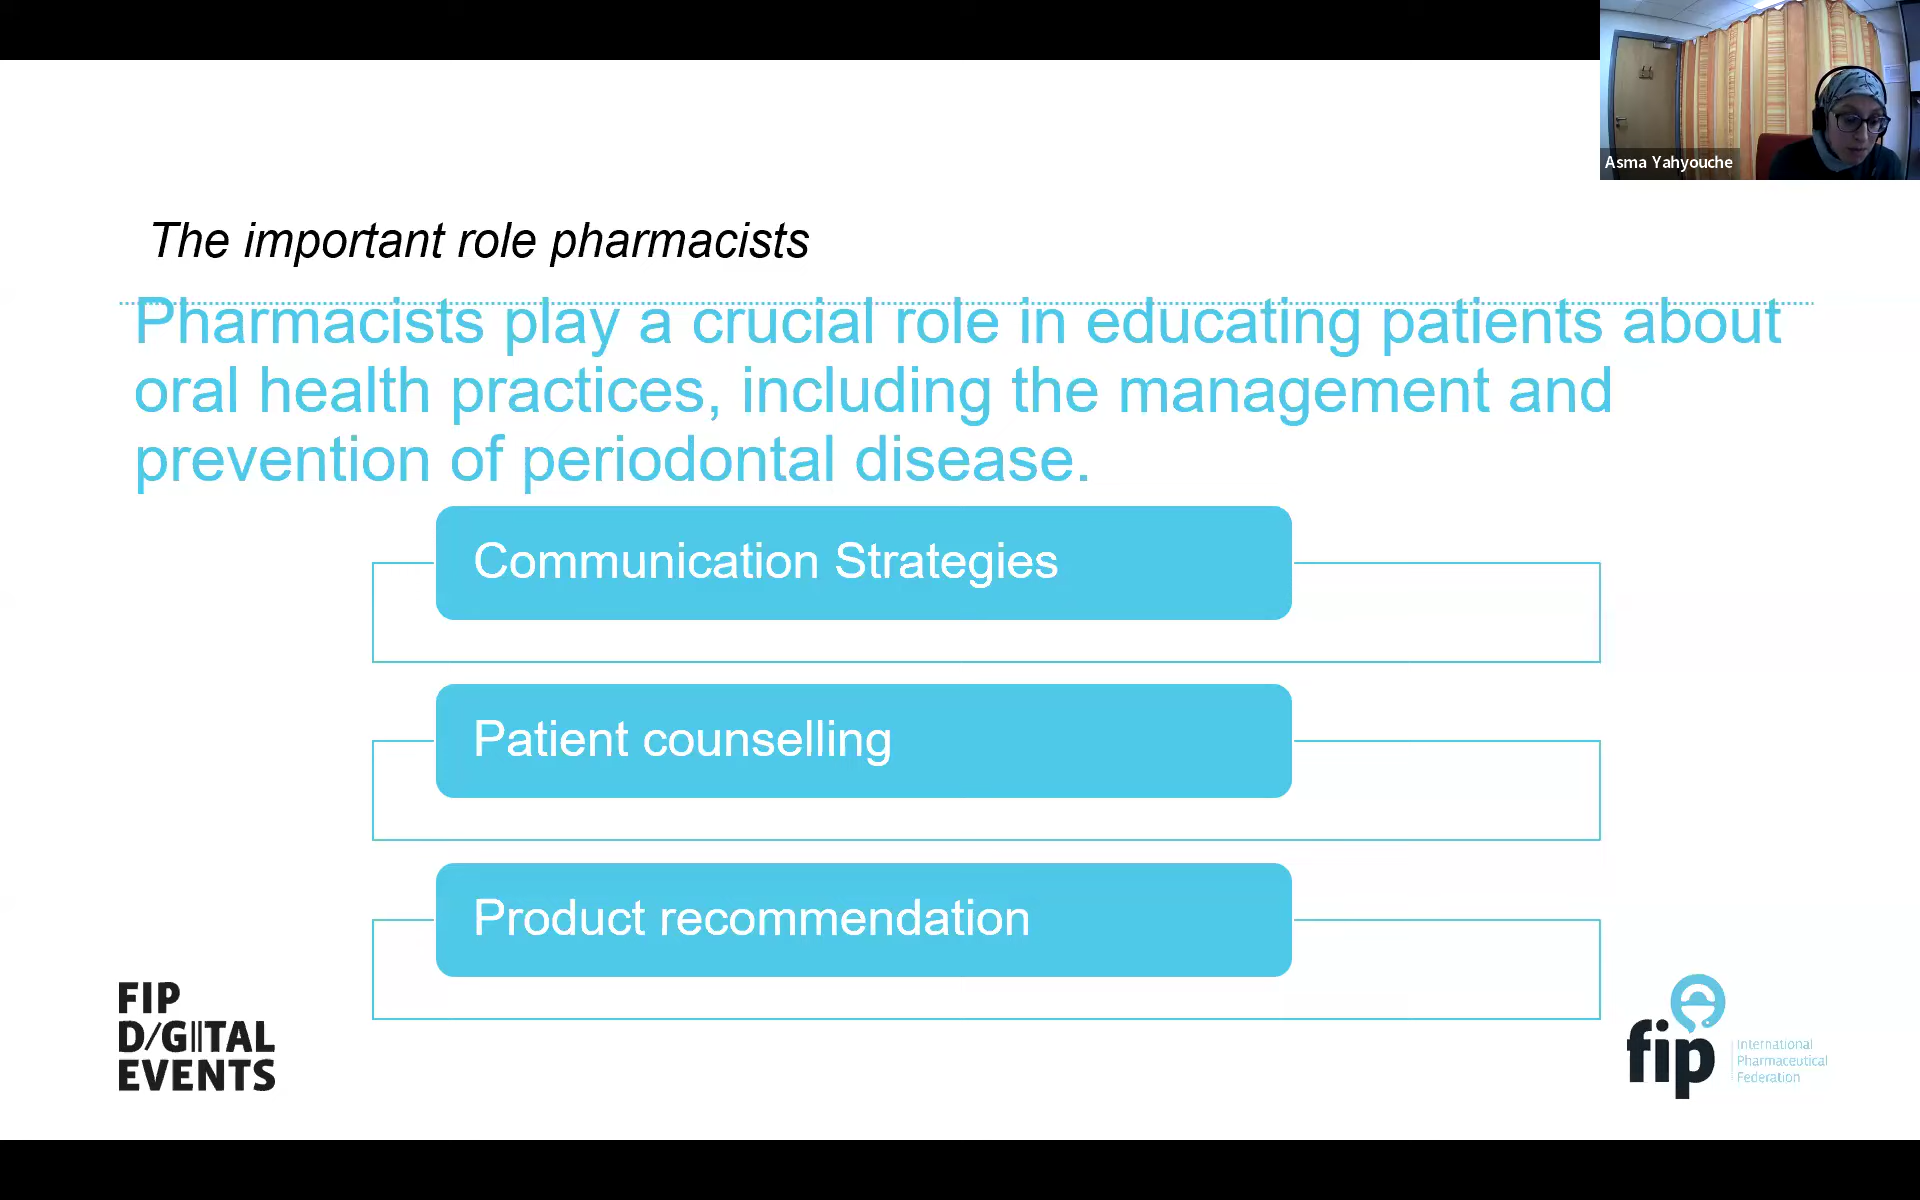 Asma Yahyouche
The important role pharmacists
Pharmacists play a crucial role in educating patients about
oral health practices, including the management and
prevention of periodontal disease.
Communication Strategies
Patient counselling
Product recommendation
FIP
D/GITAL
EVENTS
fip
International
Pharmaceutical
Federation